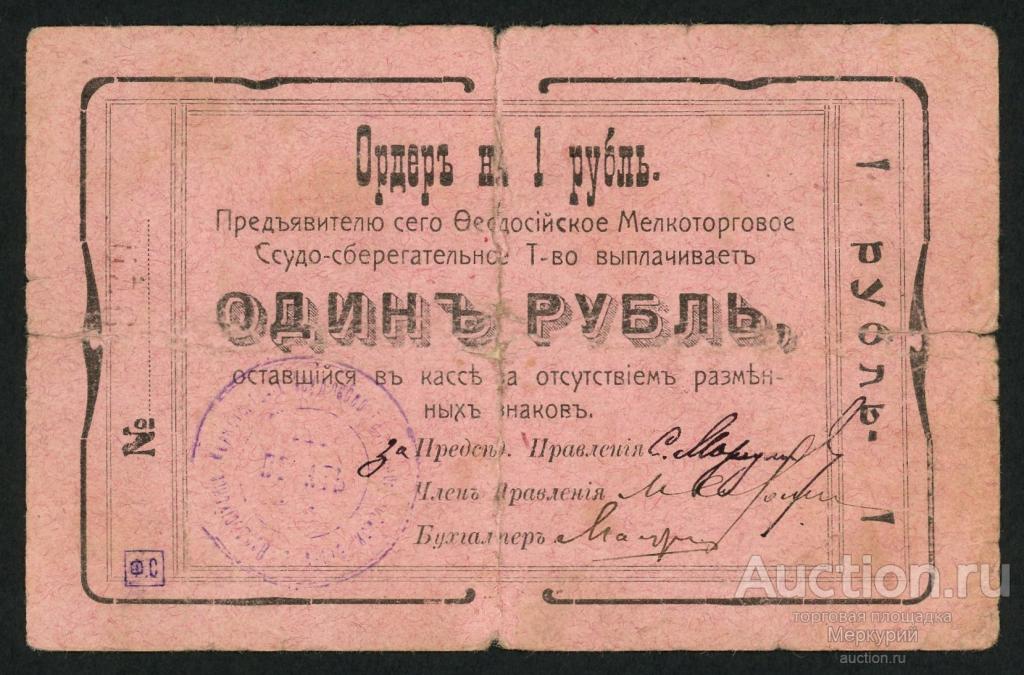 Ордеръ на 1 рубль.
Предъявителю сего Ѳеодосійское Мелкоторговое
Ссудо-сберегательное Т-во выплачиваетъ
ОДИНЪ РУБЛЬ,
оставшійся въ кассѣ за отсутствіемъ размѣн-
ныхъ знаковъ.
За Предсѣд. Правленія С.
Членъ Правленія М
Бухгалтеръ
№
1 рубль 1
ФС
Auction.ru
торговая площадка
Меркурий
auction.ru